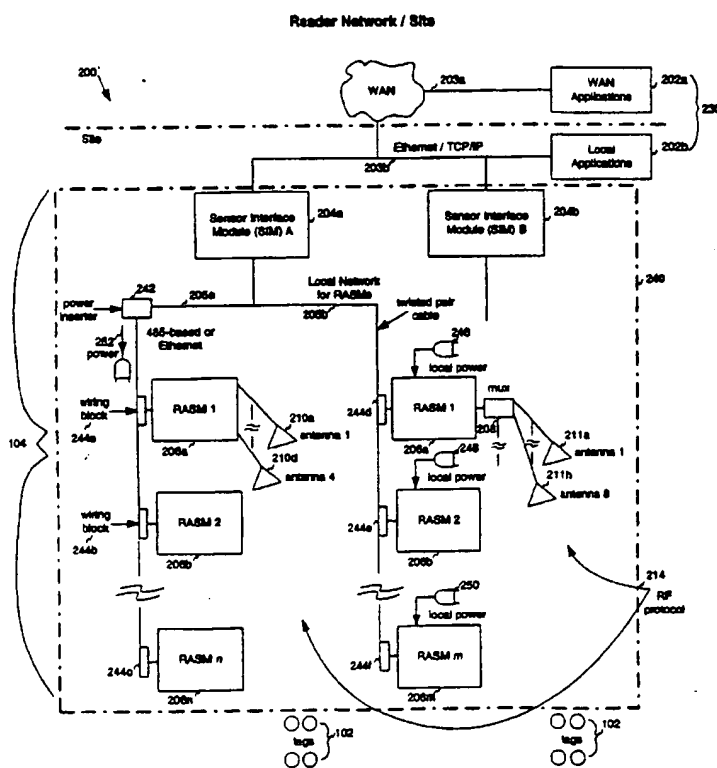 Reader Network / Site
200
WAN
203a
WAN
Applications
202a
Site
Ethernet / TCP/IP
203b
Local
Applications
202b
Sensor Interface
Module (SIM) A
204a
Sensor Interface
Module (SIM) B
204b
240
242
205a
Local Network
for RASMs
205b
twisted pair
cable
power
inserter
252
power
485-based or
Ethernet
246
local power
wiring
block
244a
RASM 1
206a
210a
antenna 1
210d
antenna 4
244d
RASM 1
206a
mux
208
211a
antenna 1
211h
antenna 8
104
248
local power
wiring
block
244b
RASM 2
206b
244e
RASM 2
206b
214
RF
protocol
250
local power
244c
RASM n
206n
244f
RASM m
206m
102
tags
102
tags